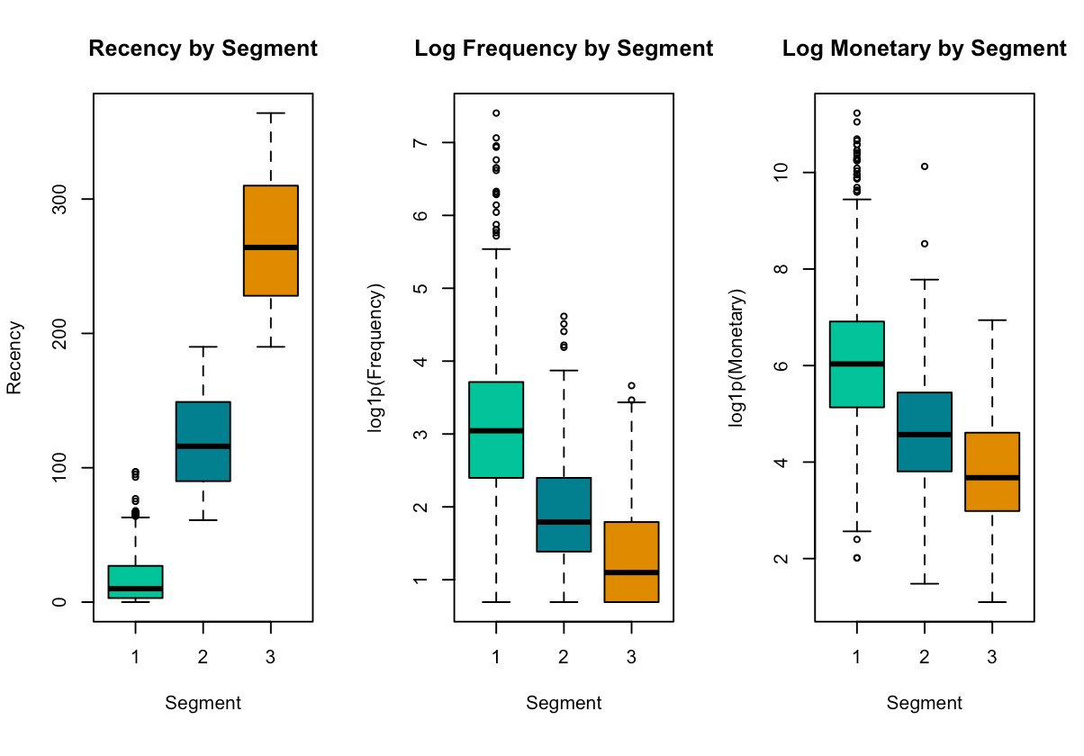 Recency by Segment
Recency
300
200
100
0
1 2 3
Segment
Log Frequency by Segment
log1p(Frequency)
7
6
5
4
3
2
1
1 2 3
Segment
Log Monetary by Segment
log1p(Monetary)
10
8
6
4
2
1 2 3
Segment